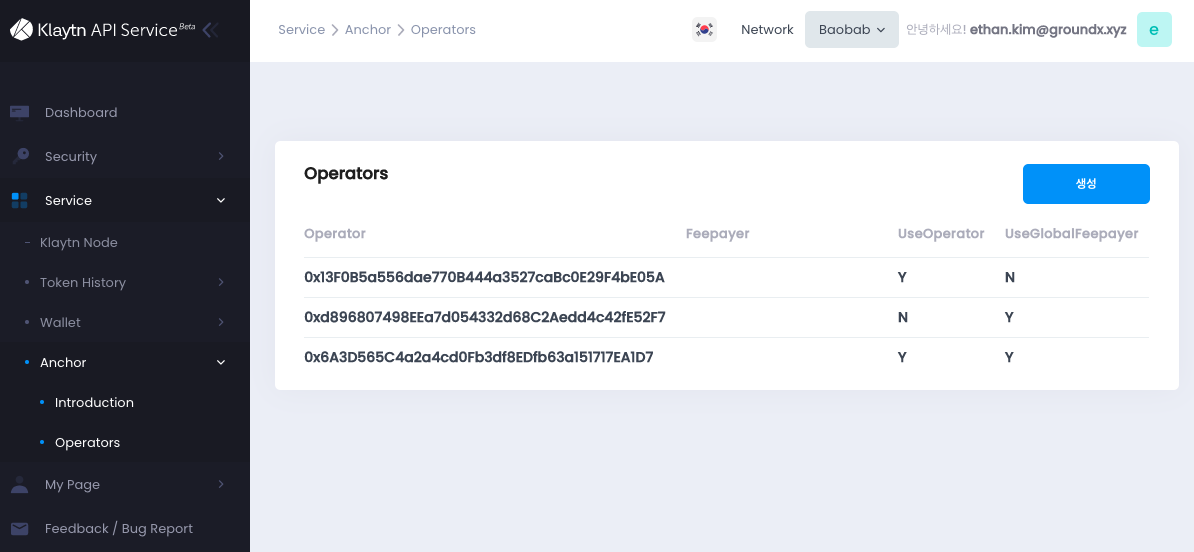 Klaytn API Service Beta
Service > Anchor > Operators
Network
Baobab
안녕하세요! ethan.kim@groundx.xyz
e
Dashboard
Security
Service
- Klaytn Node
Token History
Wallet
Anchor
Introduction
Operators
My Page
Feedback / Bug Report
Operators
생성
Operator Feepayer UseOperator UseGlobalFeepayer
0x13F0B5a556dae770B444a3527caBc0E29F4bE05A Y N
0xd896807498EEa7d054332d68C2Aedd4c42fE52F7 N Y
0x6A3D565C4a2a4cd0Fb3df8EDfb63a151717EA1D7 Y Y